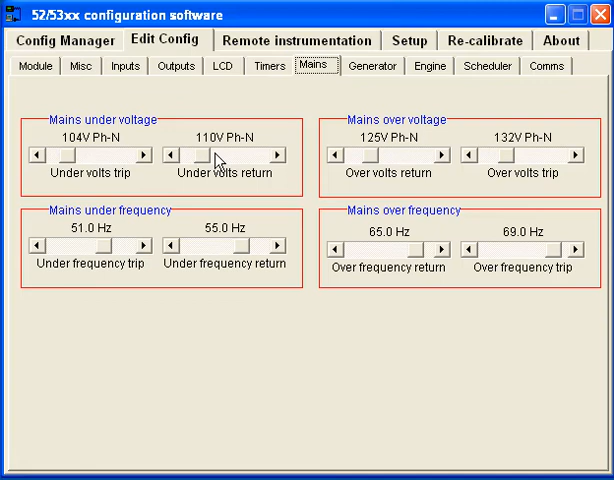 52/53xx configuration software
Config Manager Edit Config Remote instrumentation Setup Re-calibrate About
Module Misc Inputs Outputs LCD Timers Mains Generator Engine Scheduler Comms
Mains under voltage
104V Ph-N 110V Ph-N
Under volts trip Under volts return
Mains over voltage
125V Ph-N 132V Ph-N
Over volts return Over volts trip
Mains under frequency
51.0 Hz 55.0 Hz
Under frequency trip Under frequency return
Mains over frequency
65.0 Hz 69.0 Hz
Over frequency return Over frequency trip